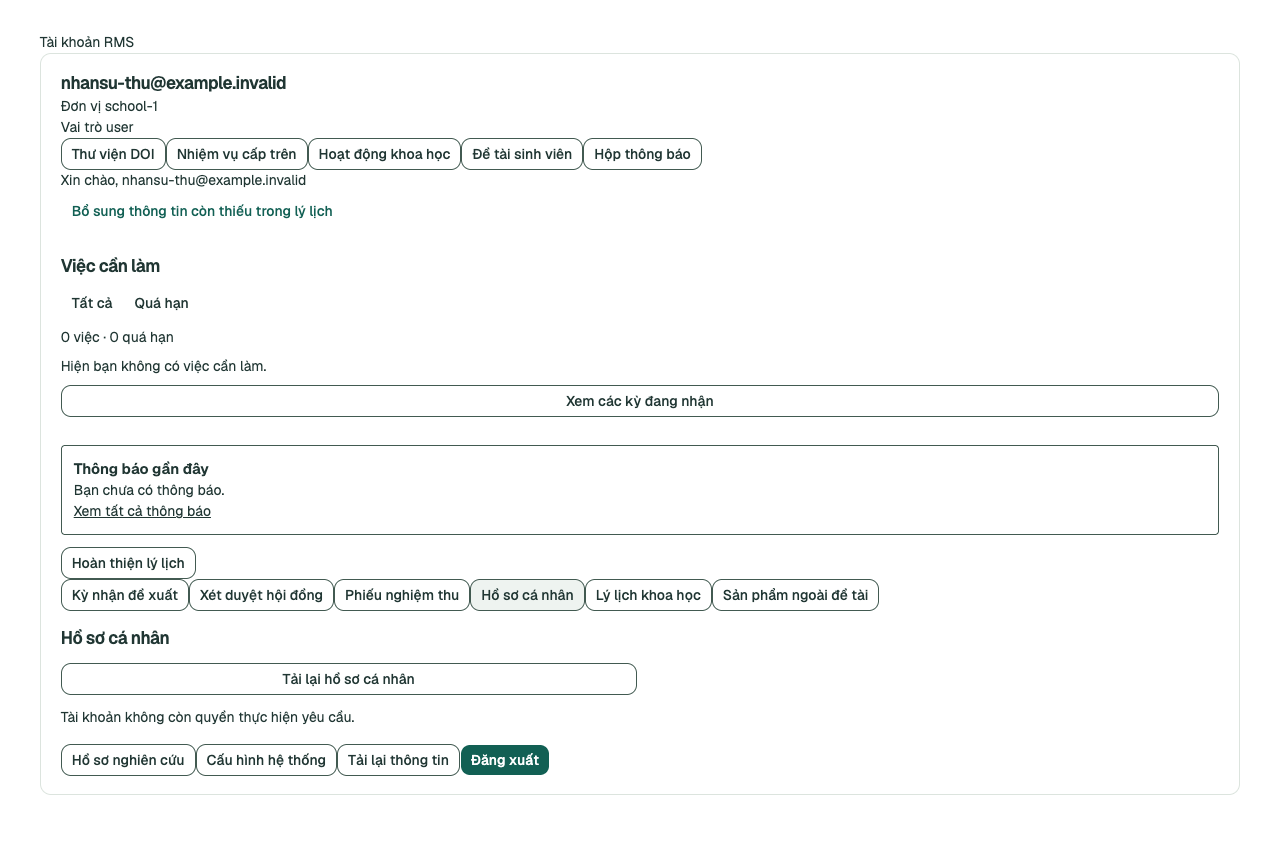 Tài khoản RMS
nhansu-thu@example.invalid
Đơn vị school-1
Vai trò user
Thư viện DOI Nhiệm vụ cấp trên Hoạt động khoa học Đề tài sinh viên Hộp thông báo
Xin chào, nhansu-thu@example.invalid
Bổ sung thông tin còn thiếu trong lý lịch
Việc cần làm
Tất cả Quá hạn
0 việc · 0 quá hạn
Hiện bạn không có việc cần làm.
Xem các kỳ đang nhận
Thông báo gần đây
Bạn chưa có thông báo.
Xem tất cả thông báo
Hoàn thiện lý lịch
Kỳ nhận đề xuất Xét duyệt hội đồng Phiếu nghiệm thu Hồ sơ cá nhân Lý lịch khoa học Sản phẩm ngoài đề tài
Hồ sơ cá nhân
Tải lại hồ sơ cá nhân
Tài khoản không còn quyền thực hiện yêu cầu.
Hồ sơ nghiên cứu Cấu hình hệ thống Tải lại thông tin Đăng xuất